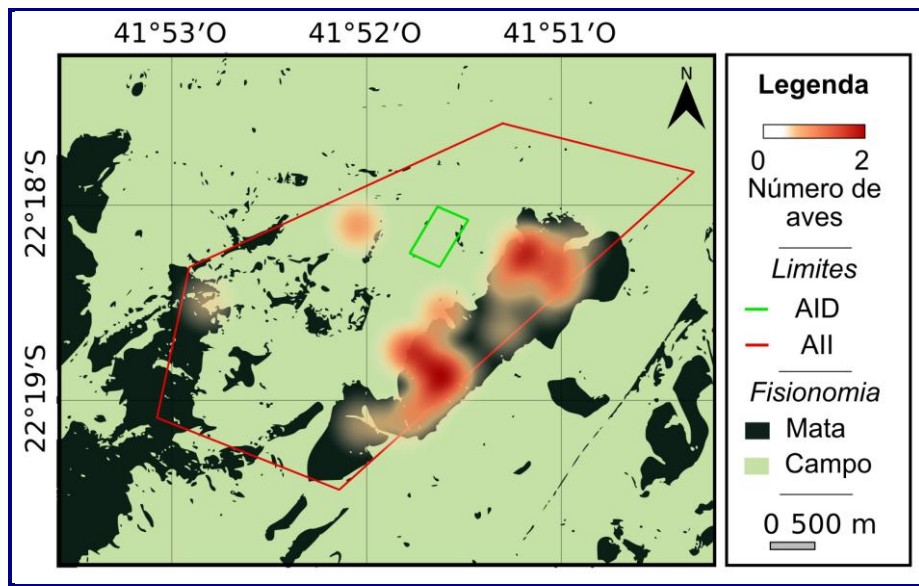 41°53′O 41°52′O 41°51′O
22°18′S
22°19′S
N
Legenda
0 2
Número de
aves
Limites
AID
AII
Fisionomia
Mata
Campo
0 500 m